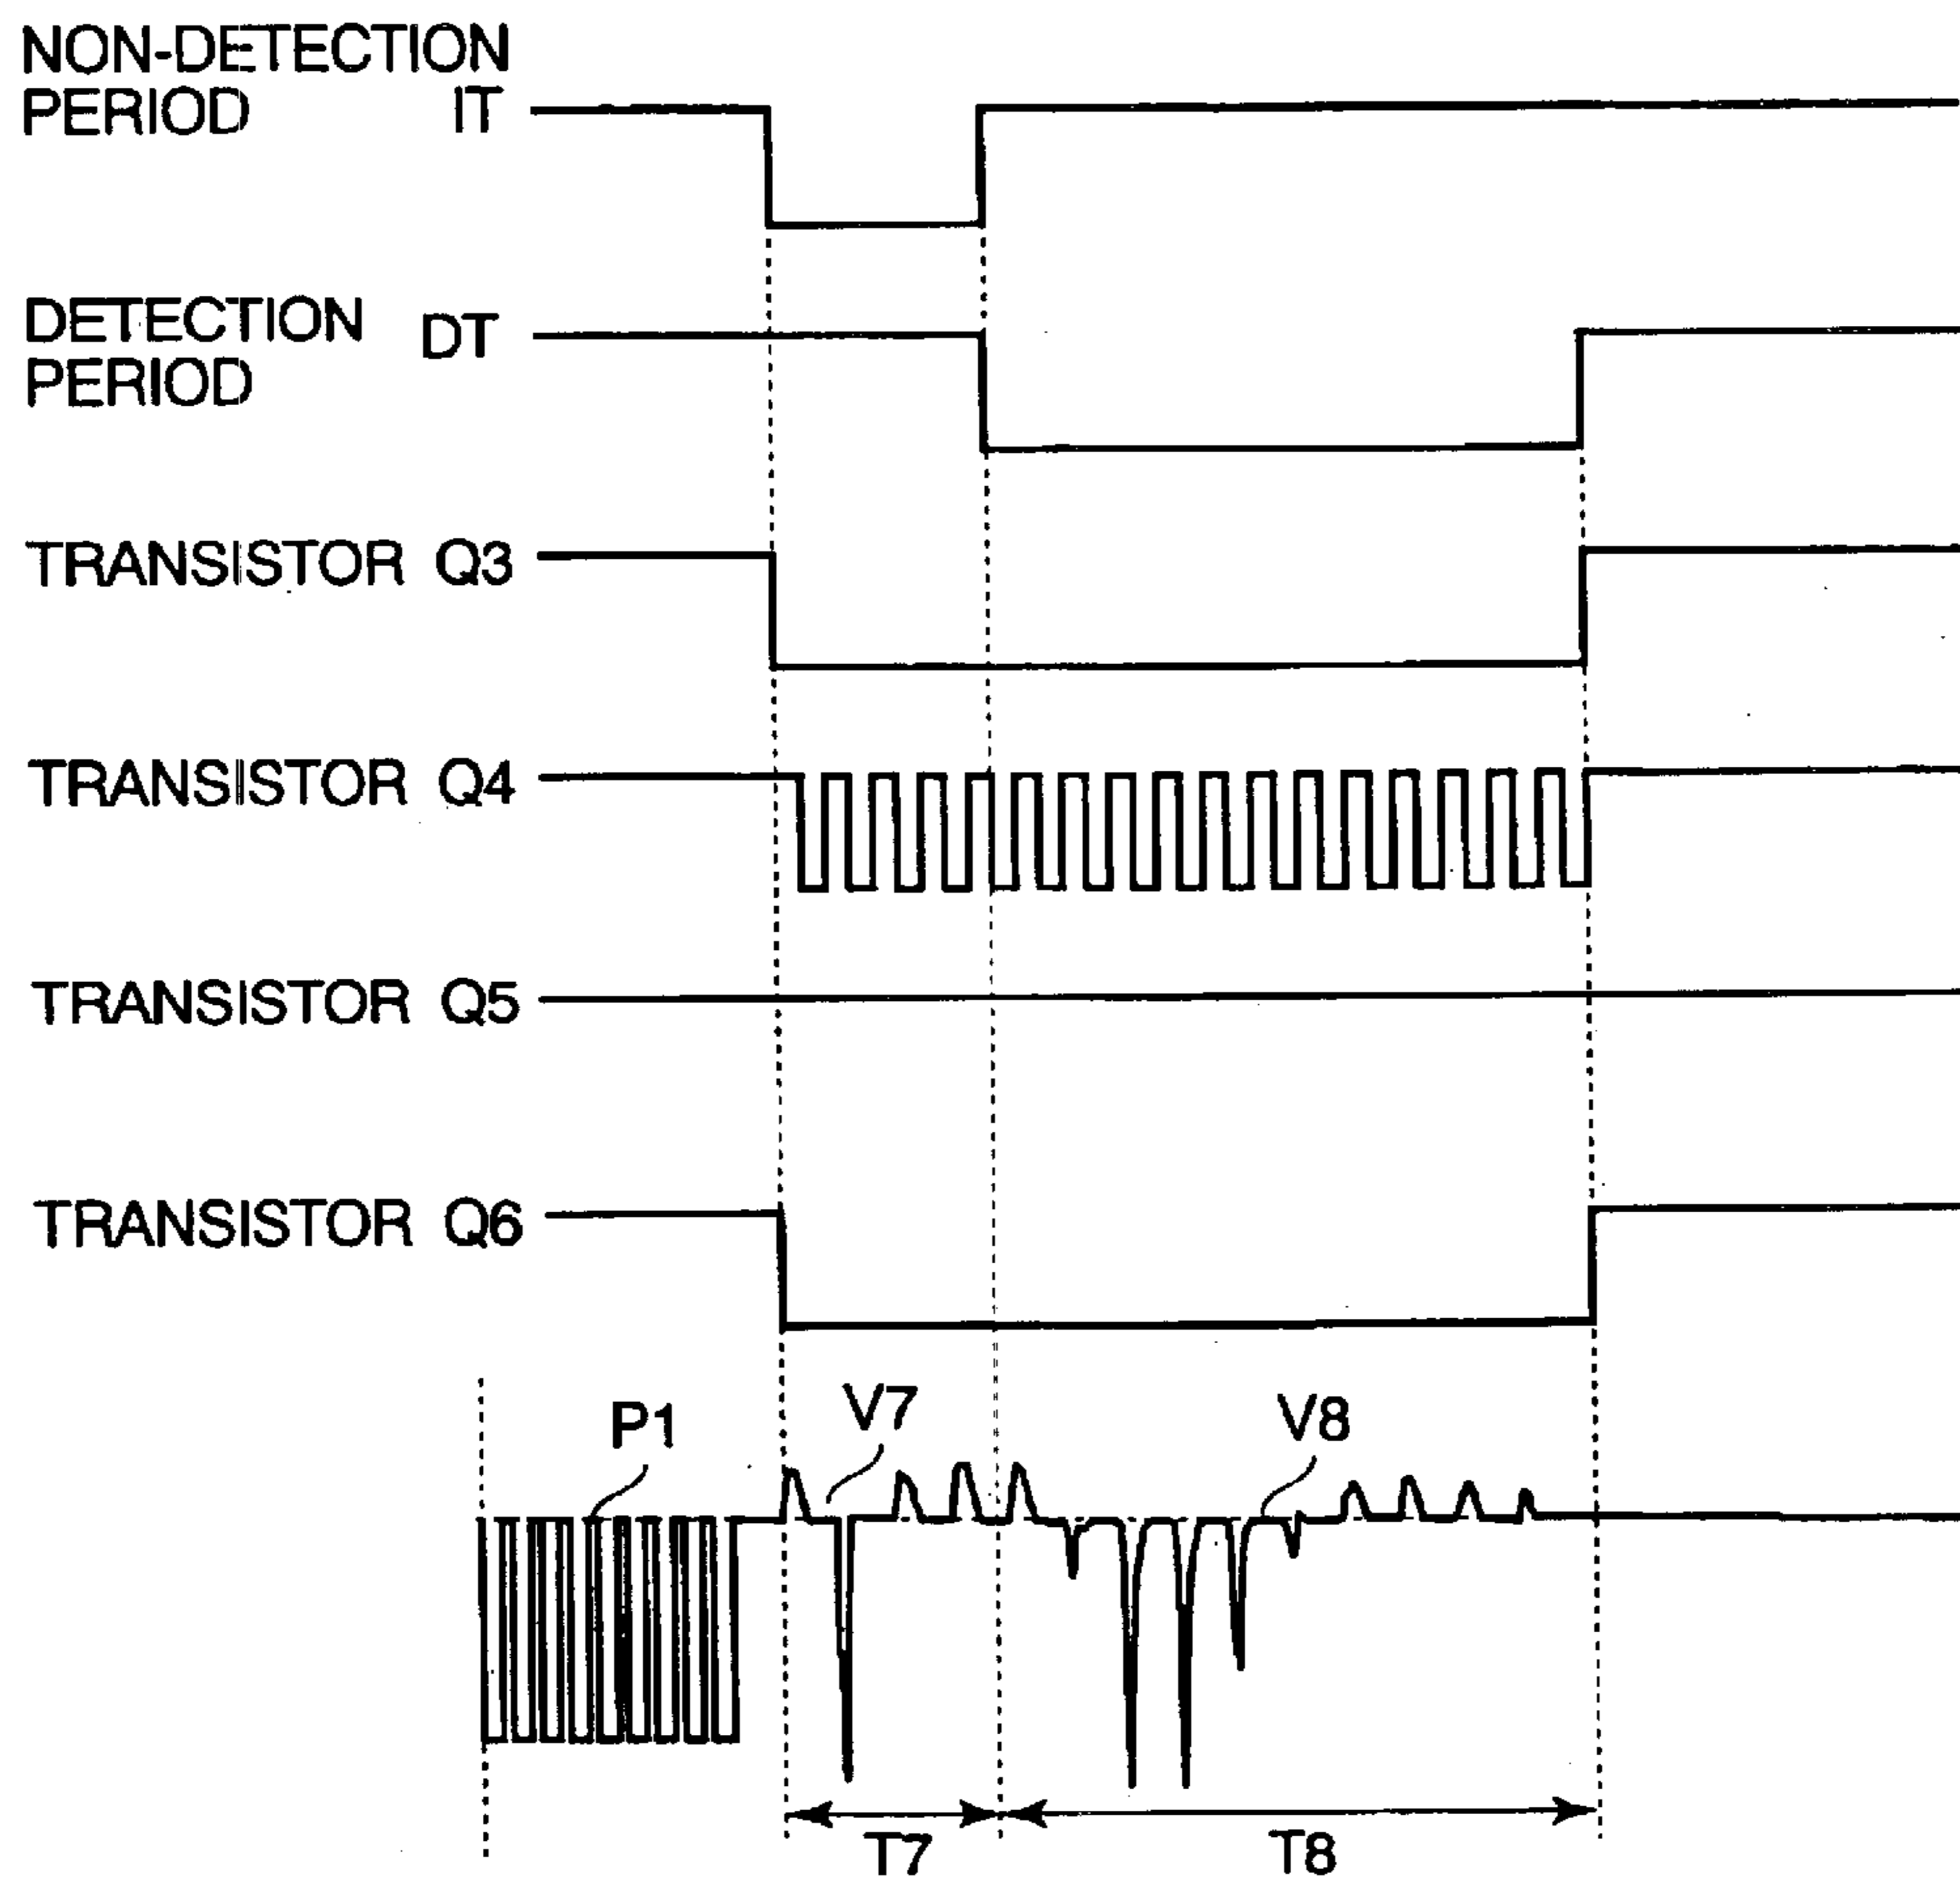 NON-DETECTION
PERIOD IT
DETECTION
PERIOD DT
TRANSISTOR Q3
TRANSISTOR Q4
TRANSISTOR Q5
TRANSISTOR Q6
P1 V7 V8
T7 T8